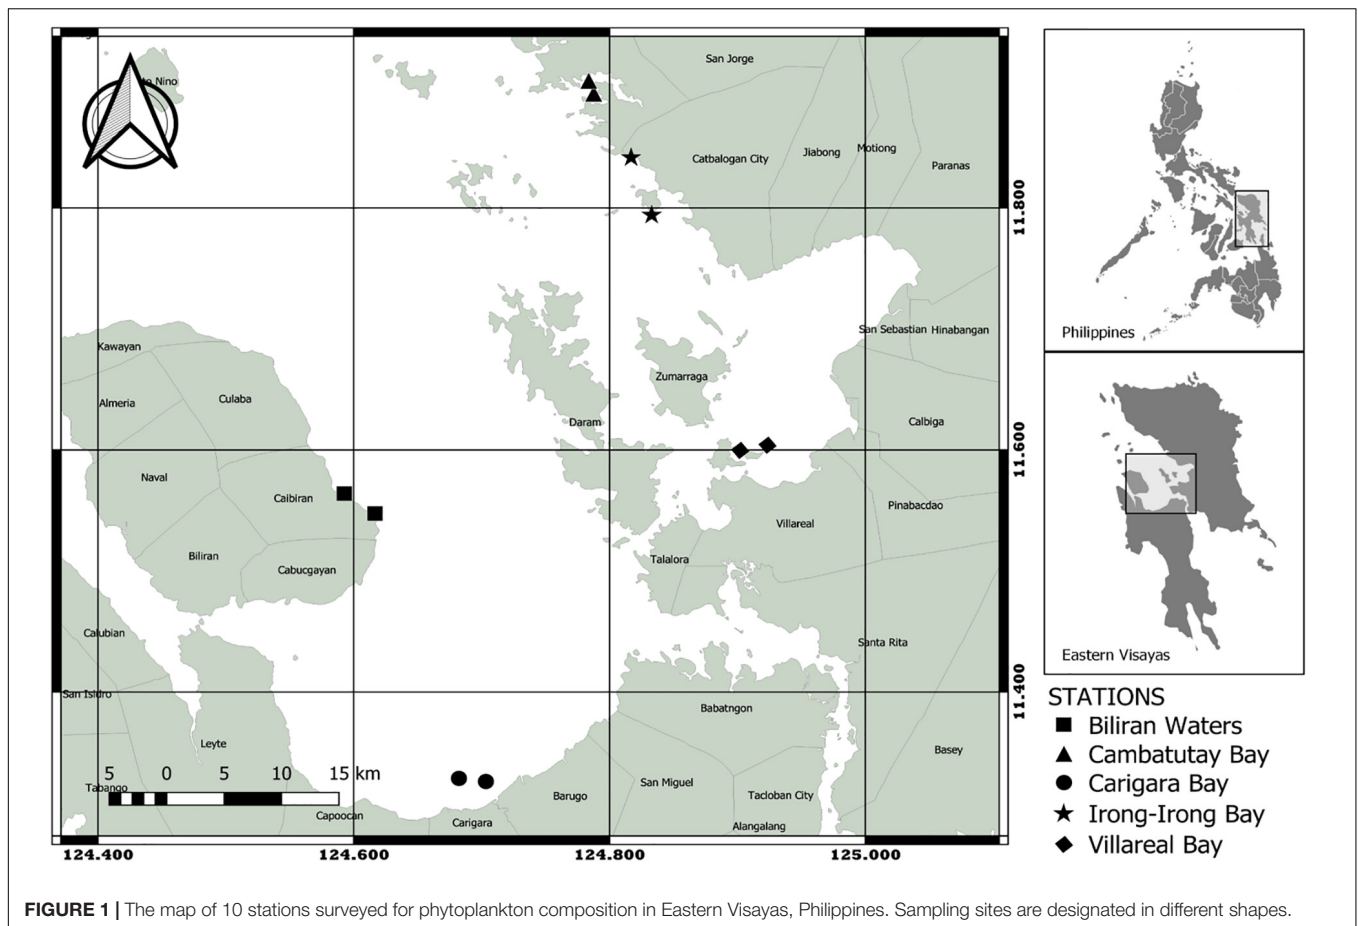 San Jorge
to Nino
Catbalogan City
Jiabong
Motiong
Paranas
11.800
Philippines
San Sebastian
Hinabangan
Kawayan
Zumarraga
Almeria
Culaba
Daram
Calbiga
11.600
Naval
Caibiran
Pinabacdao
Villareal
Biliran
Talalora
Cabucgayan
Calubian
Santa Rita
Eastern Visayas
San Isidro
11.400
Babatngon
Leyte
Basey
5 0 5 10 15 km
Tabango
San Miguel
Barugo
Tacloban City
Capoocan
Carigara
Alangalang
124.400 124.600 124.800 125.000
STATIONS
Biliran Waters
Cambatutay Bay
Carigara Bay
Irong-Irong Bay
Villareal Bay
FIGURE 1 | The map of 10 stations surveyed for phytoplankton composition in Eastern Visayas, Philippines. Sampling sites are designated in different shapes.